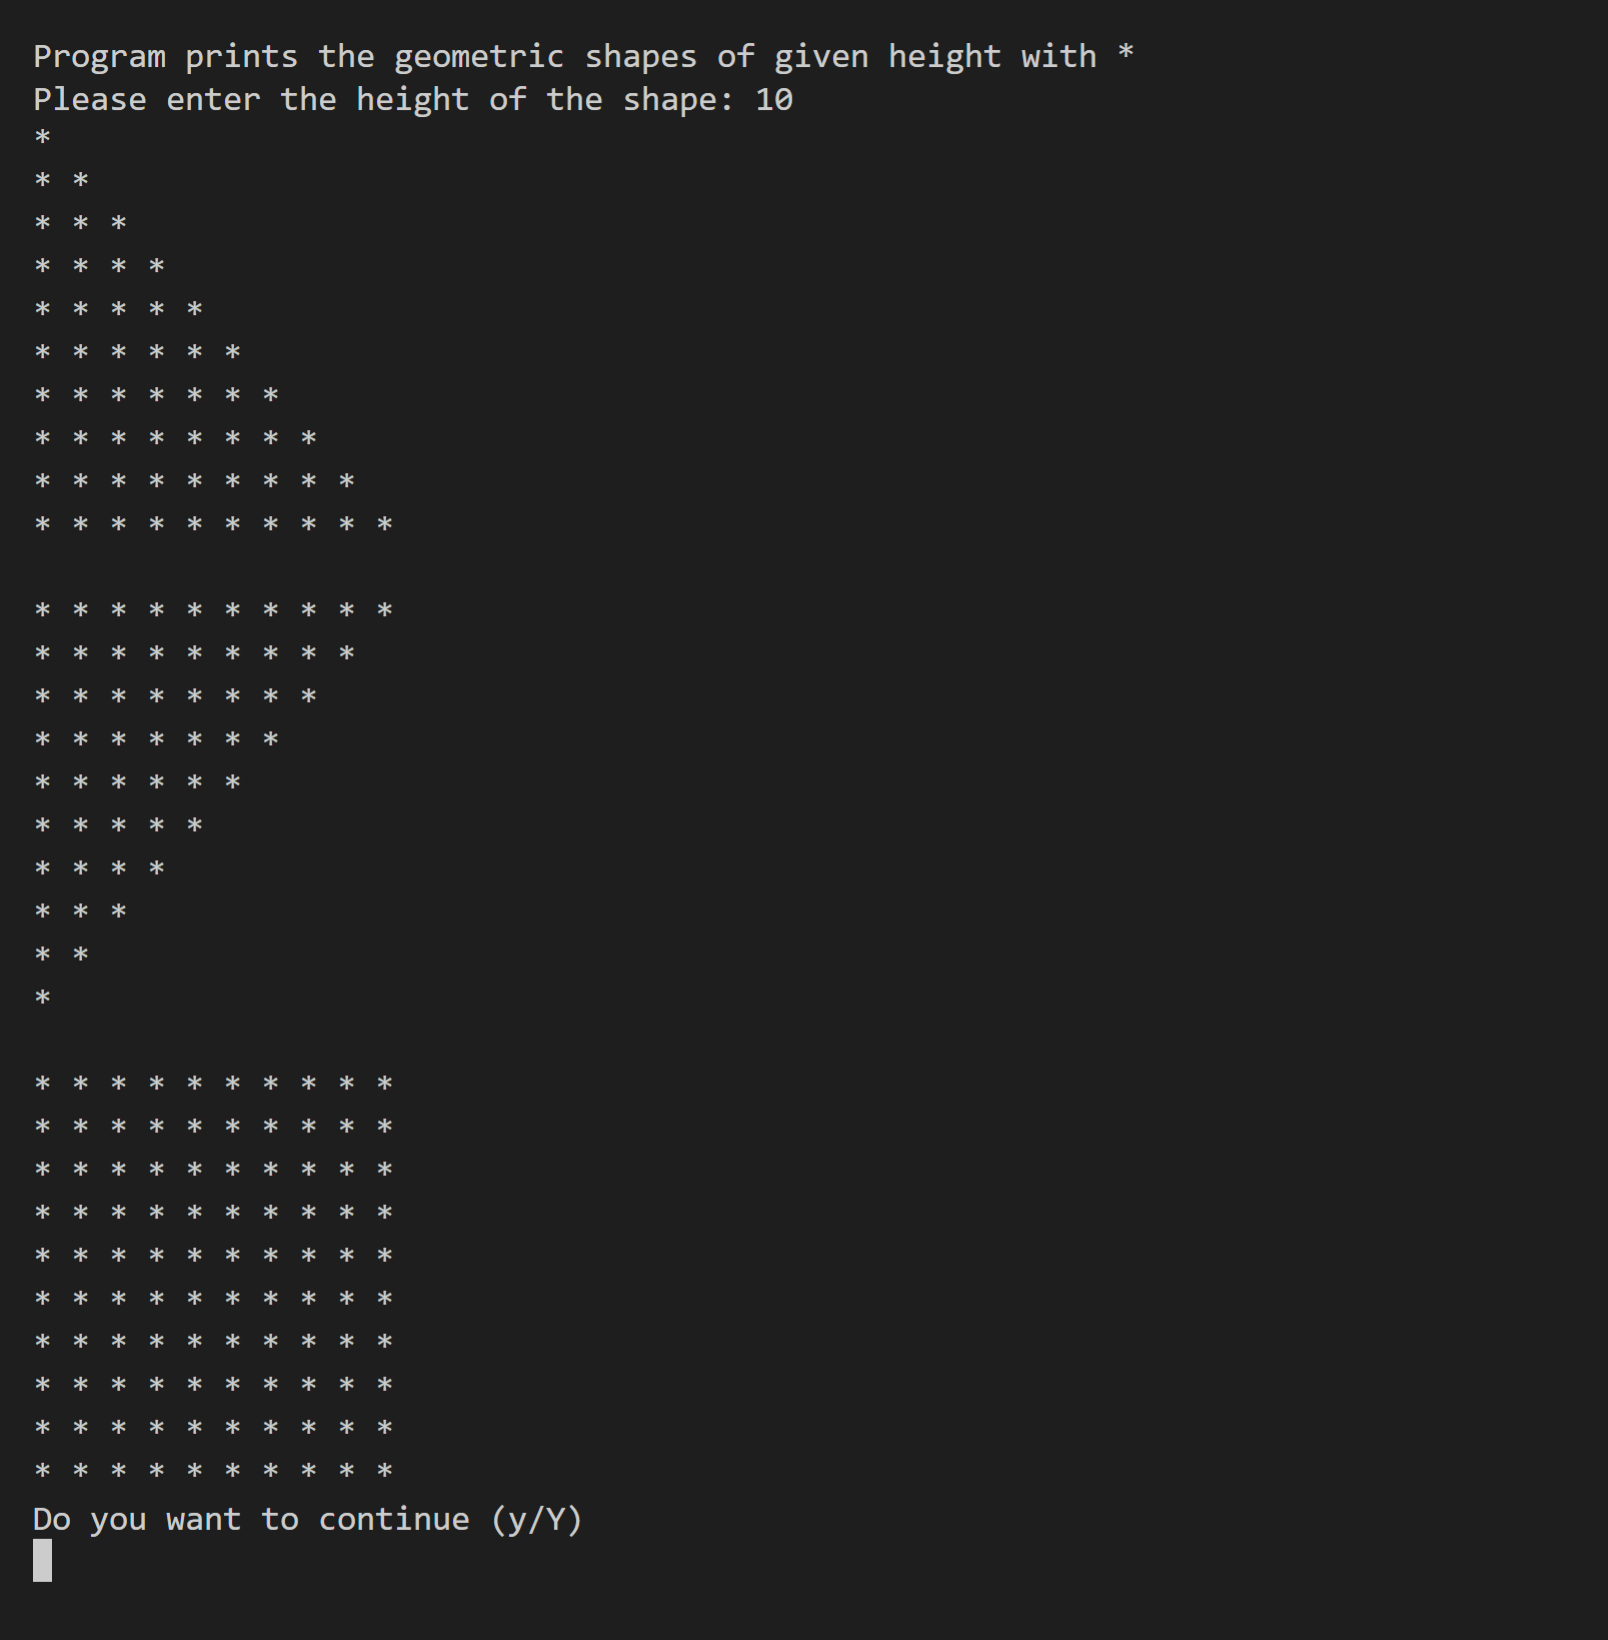 Program prints the geometric shapes of given height with *
Please enter the height of the shape: 10
*
* *
* * *
* * * *
* * * * *
* * * * * *
* * * * * * *
* * * * * * * *
* * * * * * * * *
* * * * * * * * * *

* * * * * * * * * *
* * * * * * * * *
* * * * * * * *
* * * * * * *
* * * * * *
* * * * *
* * * *
* * *
* *
*

* * * * * * * * * *
* * * * * * * * * *
* * * * * * * * * *
* * * * * * * * * *
* * * * * * * * * *
* * * * * * * * * *
* * * * * * * * * *
* * * * * * * * * *
* * * * * * * * * *
* * * * * * * * * *
Do you want to continue (y/Y)